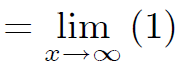 = lim (1)
x→∞